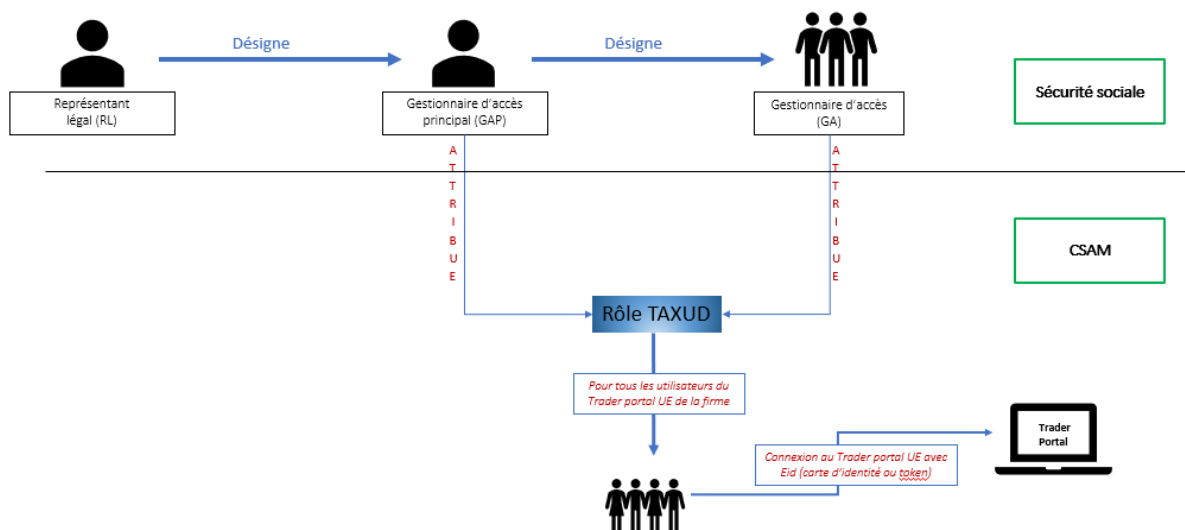 Désigne
Désigne
Représentant
légal (RL)
Gestionnaire d'accès
principal (GAP)
Gestionnaire d'accès
(GA)
Sécurité sociale
ATTRIBUE
ATTRIBUE
CSAM
Rôle TAXUD
Pour tous les utilisateurs du
Trader portal UE de la firme
Trader
Portal
Connexion au Trader portal UE avec
Eid (carte d'identité ou token)